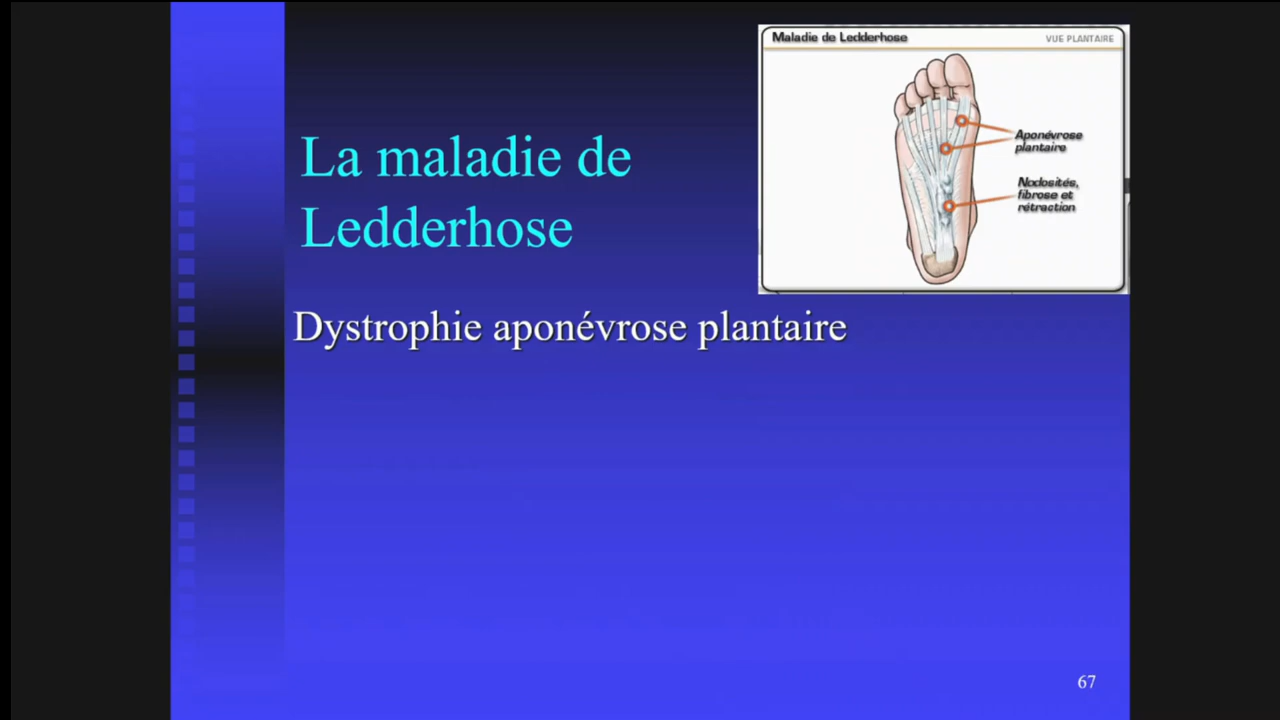 La maladie de
Ledderhose
Dystrophie aponévrose plantaire
Maladie de Ledderhose
VUE PLANTAIRE
Aponévrose
plantaire
Nodosités,
fibrose et
rétraction
67